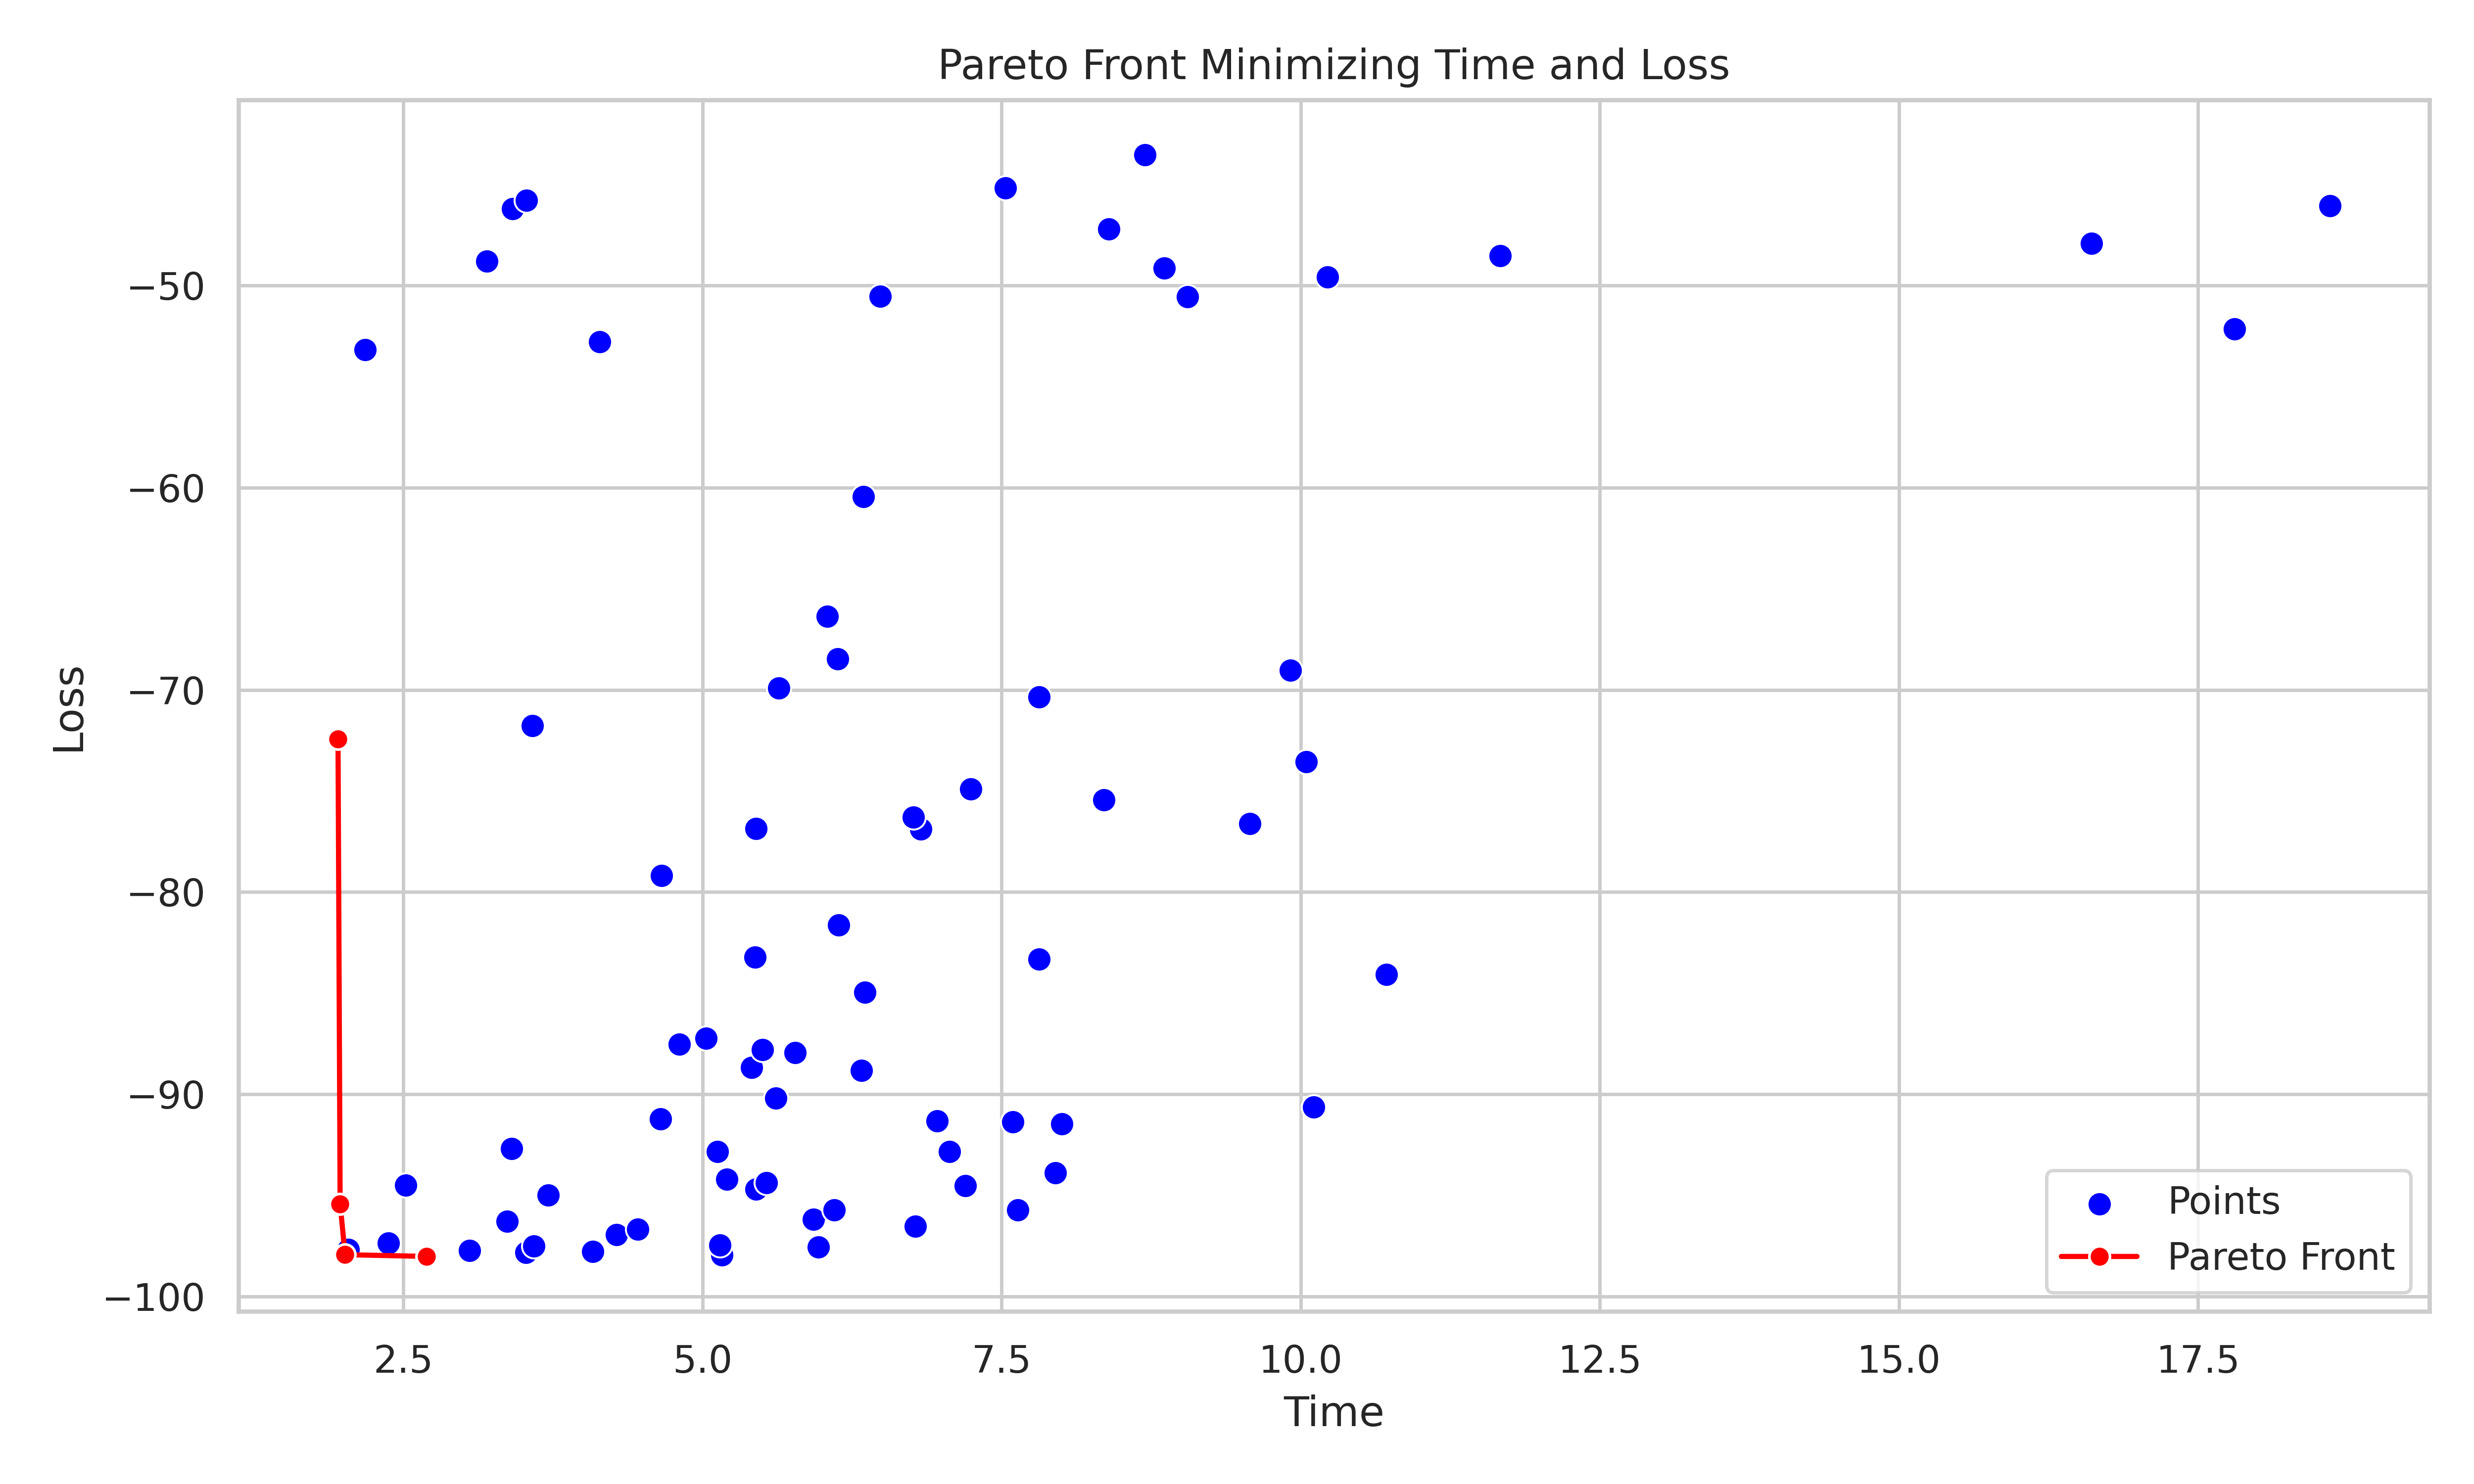 Pareto Front Minimizing Time and Loss
Loss
−50
−60
−70
−80
−90
−100
Points
Pareto Front
2.5 5.0 7.5 10.0 12.5 15.0 17.5
Time